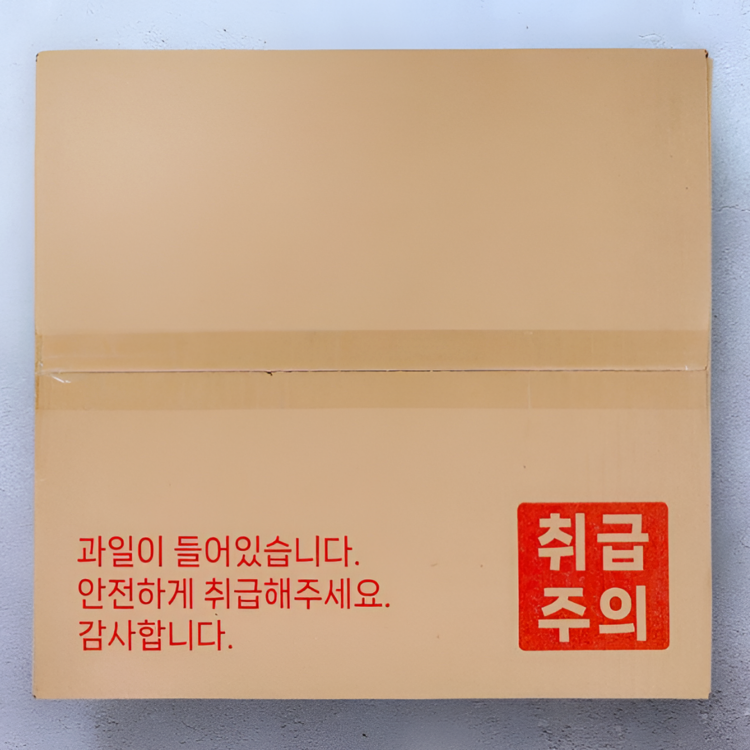 과일이 들어있습니다.
안전하게 취급해주세요.
감사합니다.
취급
주의